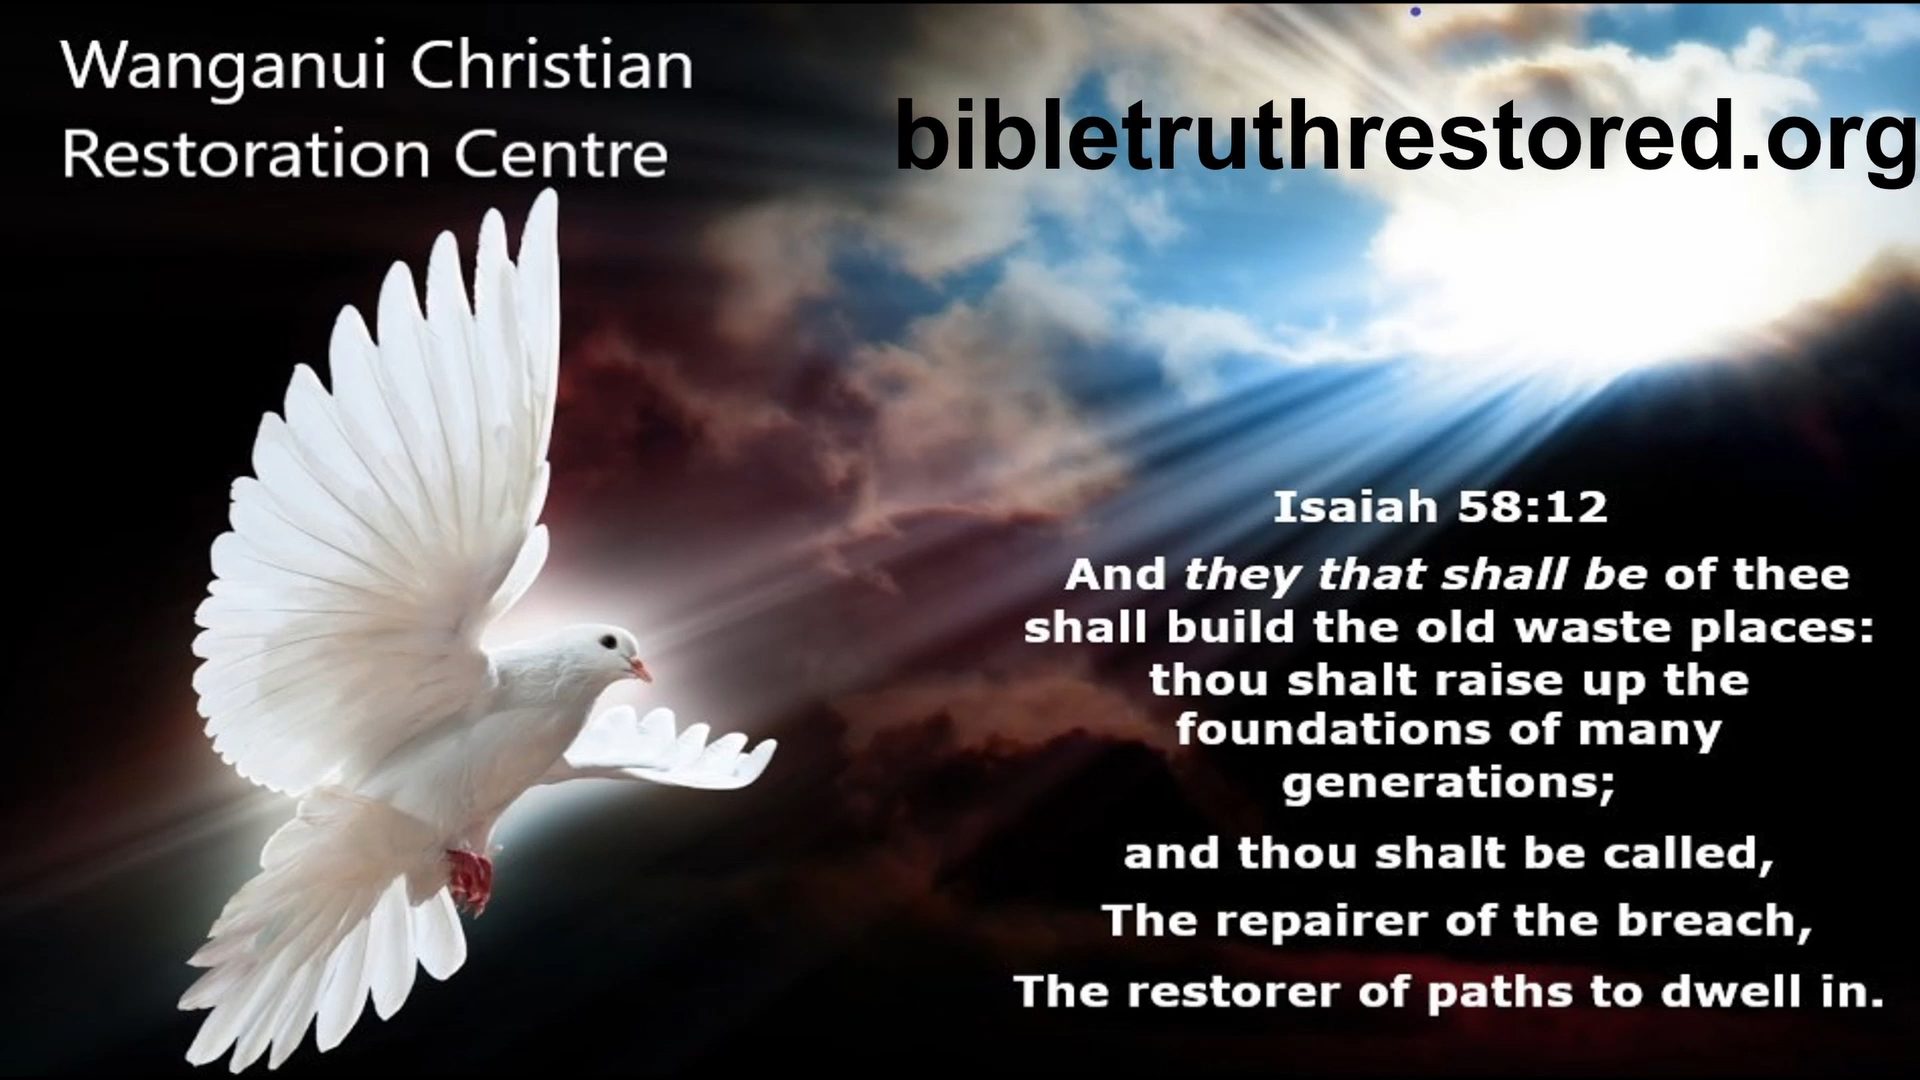 Wanganui Christian
Restoration Centre
bibletruthrestored.org
Isaiah 58:12
And they that shall be of thee
shall build the old waste places:
thou shalt raise up the
foundations of many
generations;
and thou shalt be called,
The repairer of the breach,
The restorer of paths to dwell in.